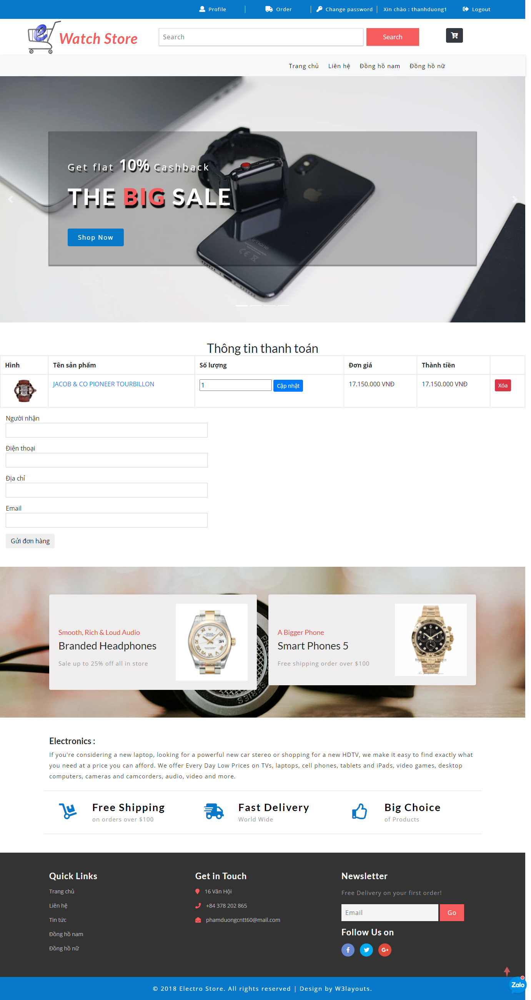 Profile
Order
Change password
Xin chào : thanhduong1
Logout
Watch Store
Search
Search
Trang chủ
Liên hệ
Đồng hồ nam
Đồng hồ nữ
Get flat 10% Cashback
THE BIG SALE
Shop Now
iPhone
Thông tin thanh toán
Hình
Tên sản phẩm
Số lượng
Đơn giá
Thành tiền
JACOB & CO PIONEER TOURBILLON
1
Cập nhật
17.150.000 VNĐ
17.150.000 VNĐ
Xóa
Người nhận
Điện thoại
Địa chỉ
Email
Gửi đơn hàng
Smooth, Rich & Loud Audio
Branded Headphones
Sale up to 25% off all in store
31
A Bigger Phone
Smart Phones 5
Free shipping order over $100
BEVERLY HILLS WATCH
SERIES
Electronics :
If you're considering a new laptop, looking for a powerful new car stereo or shopping for a new HDTV, we make it easy to find exactly what
you need at a price you can afford. We offer Every Day Low Prices on TVs, laptops, cell phones, tablets and iPads, video games, desktop
computers, cameras and camcorders, audio, video and more.
Free Shipping
on orders over $100
Fast Delivery
World Wide
Big Choice
of Products
Quick Links
Trang chủ
Liên hệ
Tin tức
Đồng hồ nam
Đồng hồ nữ
Get in Touch
16 Văn Hội
+84 378 202 865
phamduongcntt60@mail.com
Newsletter
Free Delivery on your first order!
Email
Go
Follow Us on
Zalo
© 2018 Electro Store. All rights reserved | Design by W3layouts.